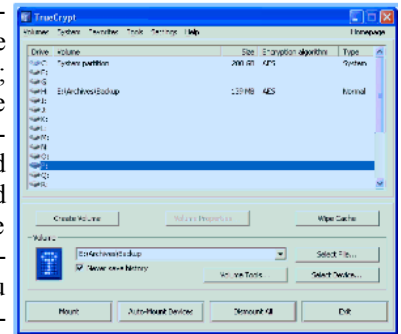 TrueCrypt
Volumes System Favorites Tools Settings Help Homepage
Drive Volume Size Encryption algorithm Type
C: System partition 200 GB AES System
F:
G:
H: E:\Archives\Backup AES Normal
I:
J:
K:
L:
M:
N:
O:
P:
Q:
R:
Create Volume Volume Properties Wipe Cache
Volume
E:\Archives\Backup Select File...
Never save history Volume Tools... Select Device...
Mount Auto-Mount Devices Dismount All Exit